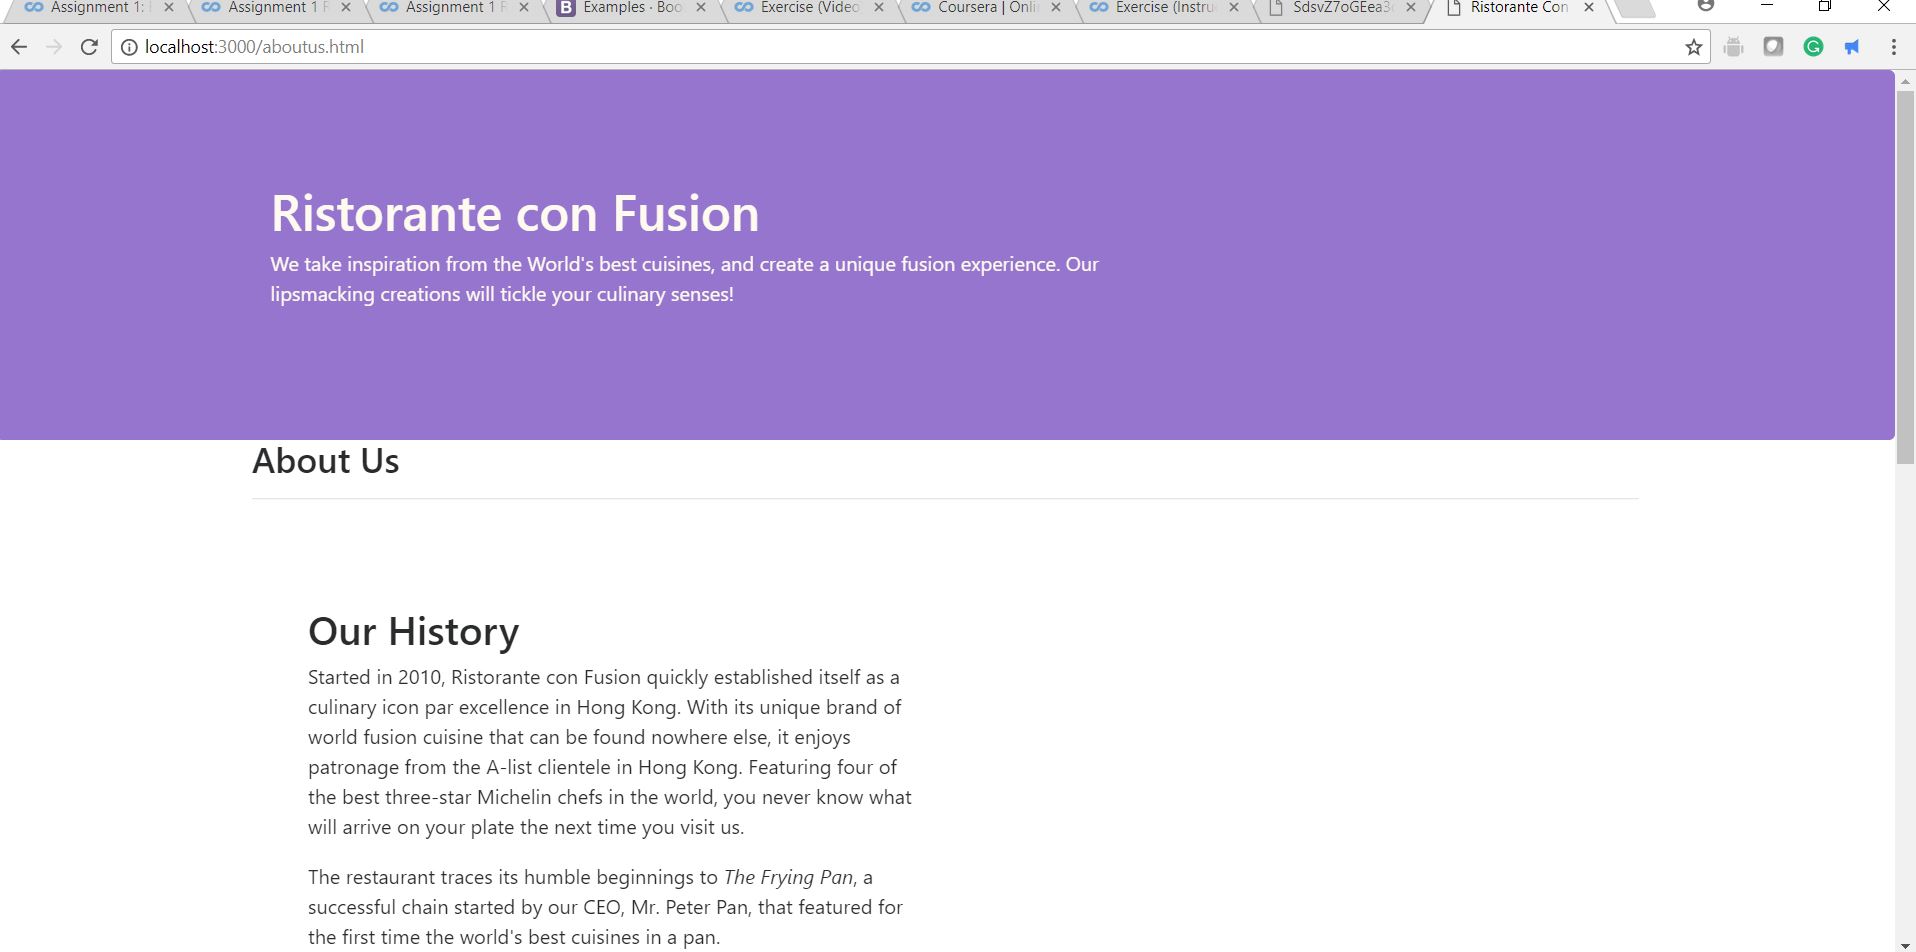 Assignment 1:
Assignment 1 R
Assignment 1 R
Examples · Boo
Exercise (Video
Coursera | Onli
Exercise (Instru
SdsvZ7oGEea3
Ristorante Con
localhost:3000/aboutus.html
Ristorante con Fusion
We take inspiration from the World's best cuisines, and create a unique fusion experience. Our
lipsmacking creations will tickle your culinary senses!
About Us
Our History
Started in 2010, Ristorante con Fusion quickly established itself as a
culinary icon par excellence in Hong Kong. With its unique brand of
world fusion cuisine that can be found nowhere else, it enjoys
patronage from the A-list clientele in Hong Kong. Featuring four of
the best three-star Michelin chefs in the world, you never know what
will arrive on your plate the next time you visit us.
The restaurant traces its humble beginnings to The Frying Pan, a
successful chain started by our CEO, Mr. Peter Pan, that featured for
the first time the world's best cuisines in a pan.